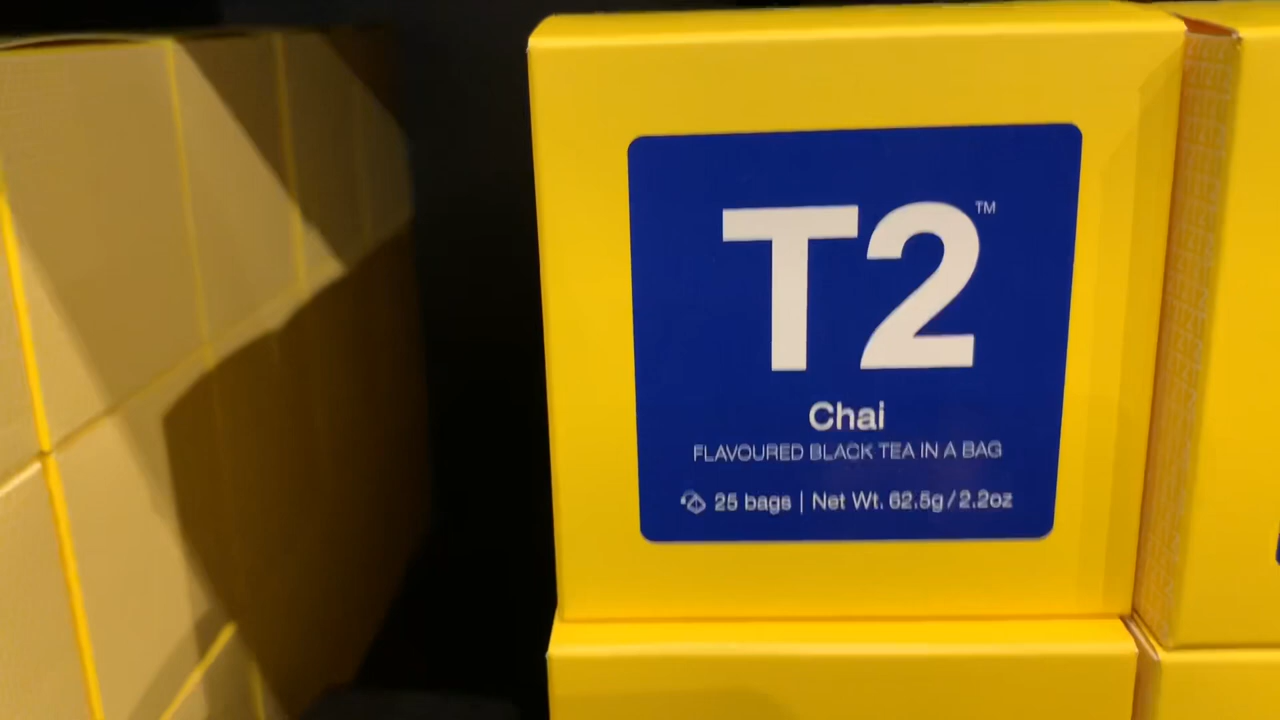 T2™
Chai
FLAVOURED BLACK TEA IN A BAG
25 bags | Net Wt. 62.5g/2.2oz